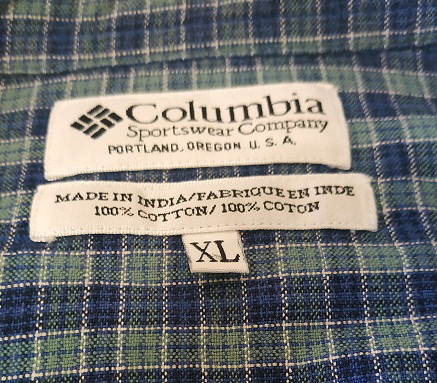 Columbia
Sportswear Company
PORTLAND, OREGON U. S. A.
MADE IN INDIA/FABRIQUE EN INDE
100% COTTON/ 100% COTON
XL